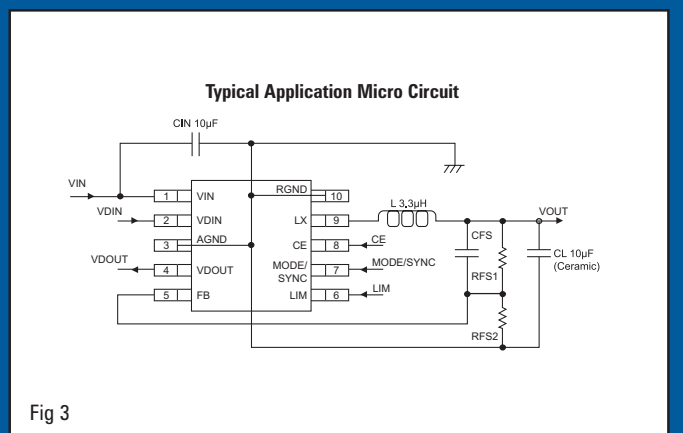 Typical Application Micro Circuit
CIN 10µF
VIN
1 VIN
RGND 10
L 3.3µH
VDIN
2 VDIN
LX 9
VOUT
3 AGND
CE 8
CE
CFS
RFS1
CL 10µF
(Ceramic)
VDOUT
4 VDOUT
MODE/
SYNC
7
MODE/SYNC
5 FB
LIM 6
LIM
RFS2
Fig 3